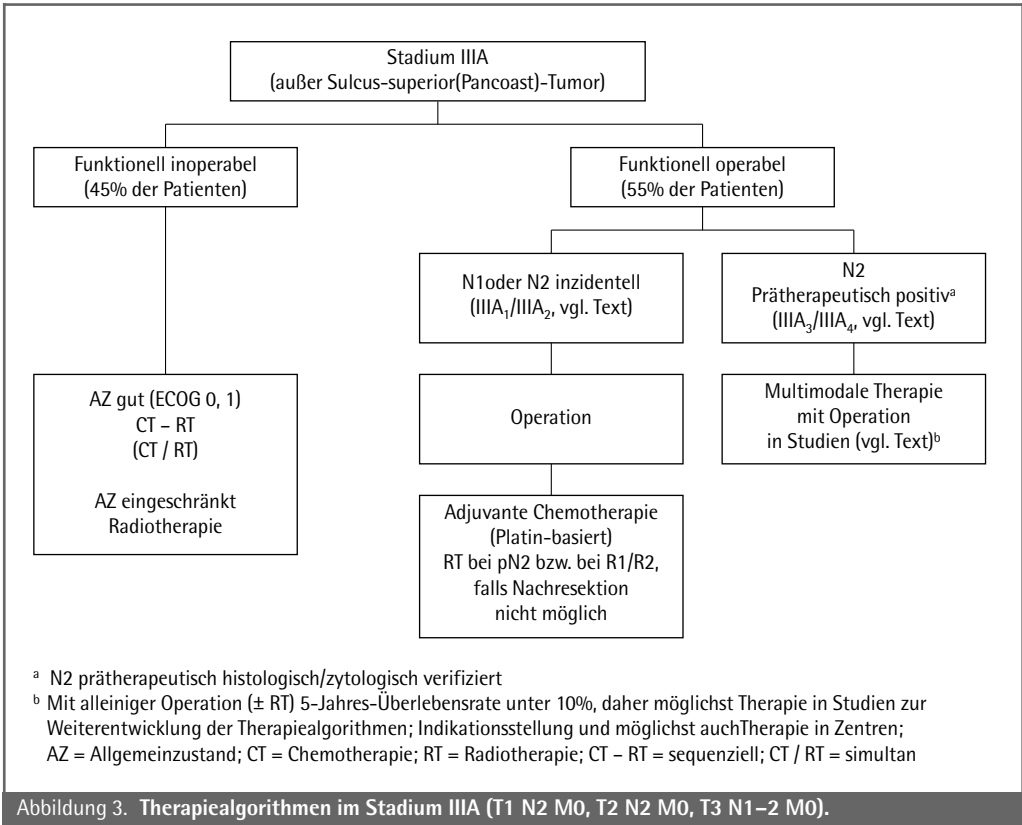 Stadium IIIA
(außer Sulcus-superior(Pancoast)-Tumor)
Funktionell inoperabel
(45% der Patienten)
Funktionell operabel
(55% der Patienten)
N1oder N2 inzidentell
(IIIA₁/IIIA₂, vgl. Text)
N2
Prätherapeutisch positivᵃ
(IIIA₃/IIIA₄, vgl. Text)
AZ gut (ECOG 0, 1)
CT – RT
(CT / RT)
AZ eingeschränkt
Radiotherapie
Operation
Multimodale Therapie
mit Operation
in Studien (vgl. Text)ᵇ
Adjuvante Chemotherapie
(Platin-basiert)
RT bei pN2 bzw. bei R1/R2,
falls Nachresektion
nicht möglich
ᵃ N2 prätherapeutisch histologisch/zytologisch verifiziert
ᵇ Mit alleiniger Operation (± RT) 5-Jahres-Überlebensrate unter 10%, daher möglichst Therapie in Studien zur
Weiterentwicklung der Therapiealgorithmen; Indikationsstellung und möglichst auchTherapie in Zentren;
AZ = Allgemeinzustand; CT = Chemotherapie; RT = Radiotherapie; CT – RT = sequenziell; CT / RT = simultan
Abbildung 3. Therapiealgorithmen im Stadium IIIA (T1 N2 M0, T2 N2 M0, T3 N1–2 M0).